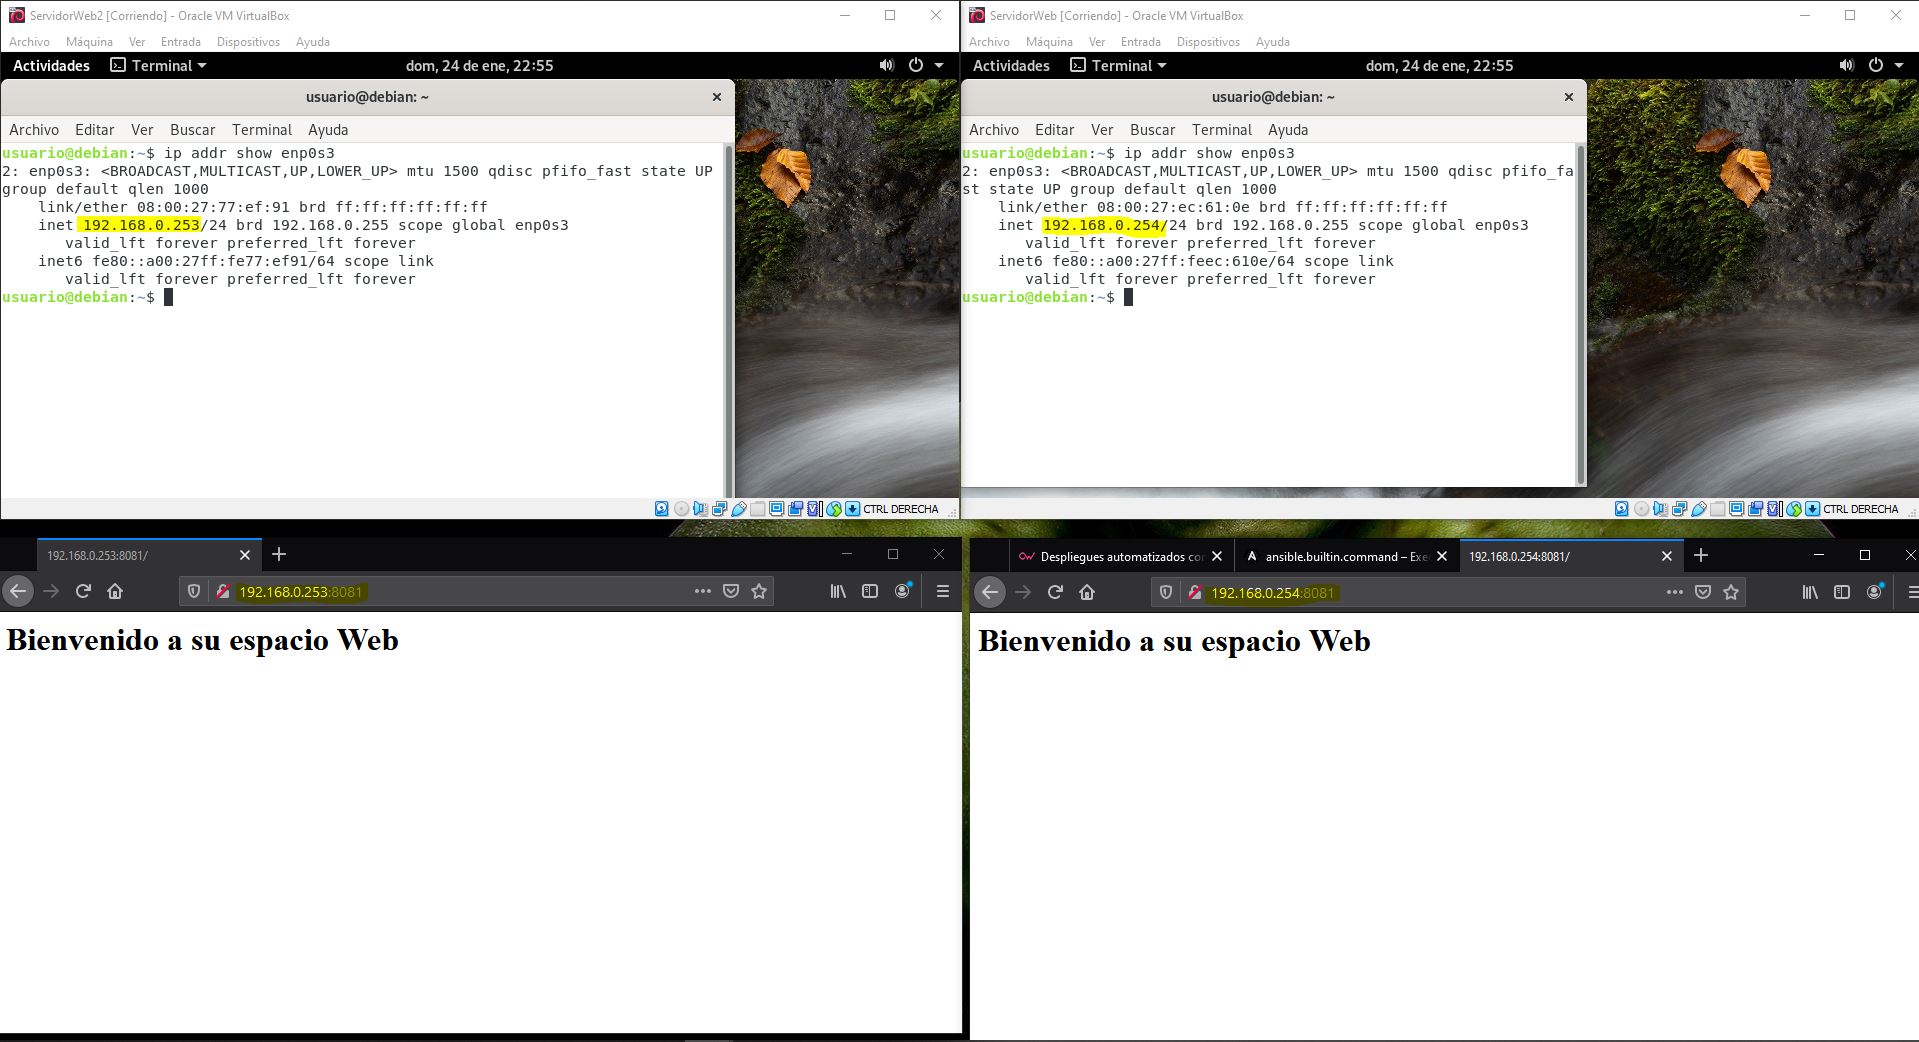 ServidorWeb2 [Corriendo] - Oracle VM VirtualBox
Archivo Máquina Ver Entrada Dispositivos Ayuda
Actividades Terminal dom, 24 de ene, 22:55
usuario@debian: ~
Archivo Editar Ver Buscar Terminal Ayuda
usuario@debian:~$ ip addr show enp0s3
2: enp0s3: <BROADCAST,MULTICAST,UP,LOWER_UP> mtu 1500 qdisc pfifo_fast state UP
group default qlen 1000
link/ether 08:00:27:77:ef:91 brd ff:ff:ff:ff:ff:ff
inet 192.168.0.253/24 brd 192.168.0.255 scope global enp0s3
valid_lft forever preferred_lft forever
inet6 fe80::a00:27ff:fe77:ef91/64 scope link
valid_lft forever preferred_lft forever
usuario@debian:~$
CTRL DERECHA
ServidorWeb [Corriendo] - Oracle VM VirtualBox
Archivo Máquina Ver Entrada Dispositivos Ayuda
Actividades Terminal dom, 24 de ene, 22:55
usuario@debian: ~
Archivo Editar Ver Buscar Terminal Ayuda
usuario@debian:~$ ip addr show enp0s3
2: enp0s3: <BROADCAST,MULTICAST,UP,LOWER_UP> mtu 1500 qdisc pfifo_fa
st state UP group default qlen 1000
link/ether 08:00:27:ec:61:0e brd ff:ff:ff:ff:ff:ff
inet 192.168.0.254/24 brd 192.168.0.255 scope global enp0s3
valid_lft forever preferred_lft forever
inet6 fe80::a00:27ff:feec:610e/64 scope link
valid_lft forever preferred_lft forever
usuario@debian:~$
CTRL DERECHA
192.168.0.253:8081/
192.168.0.253:8081
Bienvenido a su espacio Web
Despliegues automatizados co ansible.builtin.command – Exe 192.168.0.254:8081/
192.168.0.254:8081
Bienvenido a su espacio Web